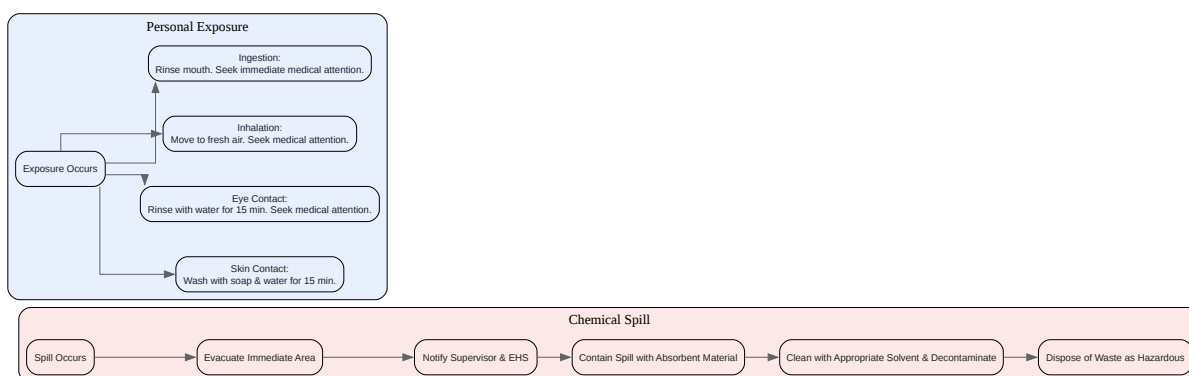 Personal Exposure
Ingestion:
Rinse mouth. Seek immediate medical attention.
Inhalation:
Move to fresh air. Seek medical attention.
Exposure Occurs
Eye Contact:
Rinse with water for 15 min. Seek medical attention.
Skin Contact:
Wash with soap & water for 15 min.
Chemical Spill
Spill Occurs
Evacuate Immediate Area
Notify Supervisor & EHS
Contain Spill with Absorbent Material
Clean with Appropriate Solvent & Decontaminate
Dispose of Waste as Hazardous